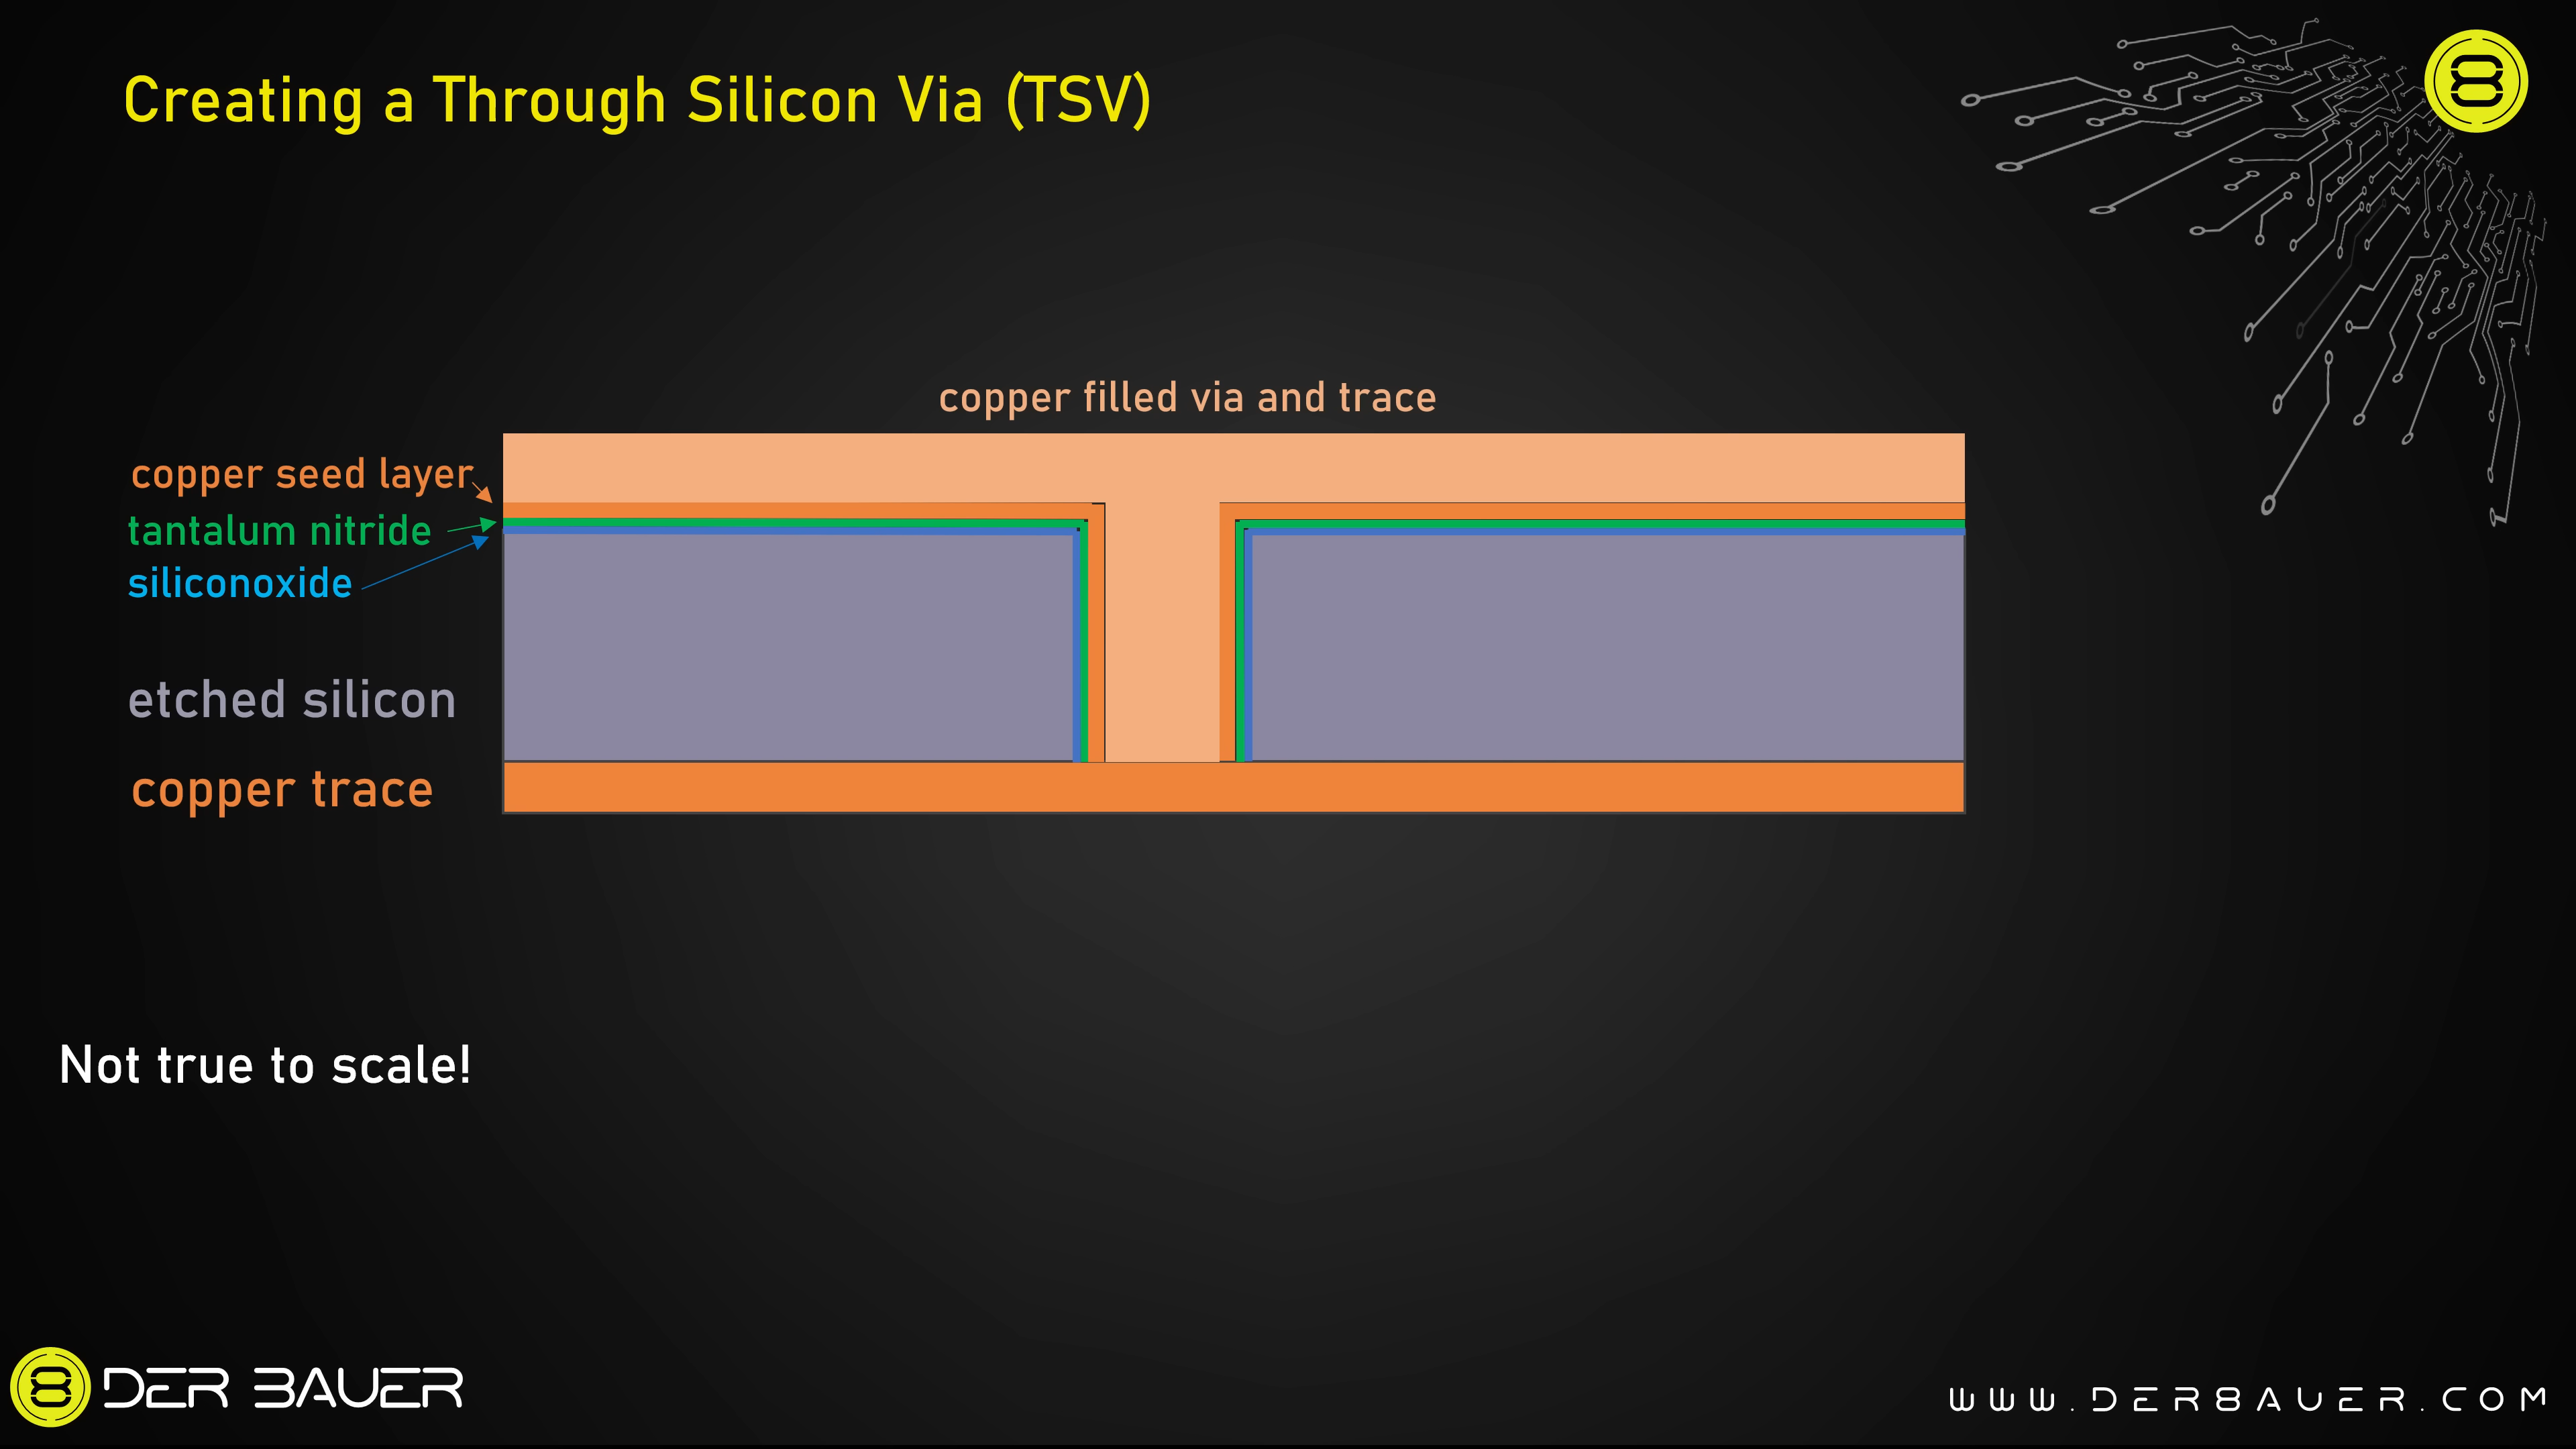 Creating a Through Silicon Via (TSV)
copper filled via and trace
copper seed layer
tantalum nitride
siliconoxide
etched silicon
copper trace
Not true to scale!
DER 8AUER
WWW.DER8AUER.COM